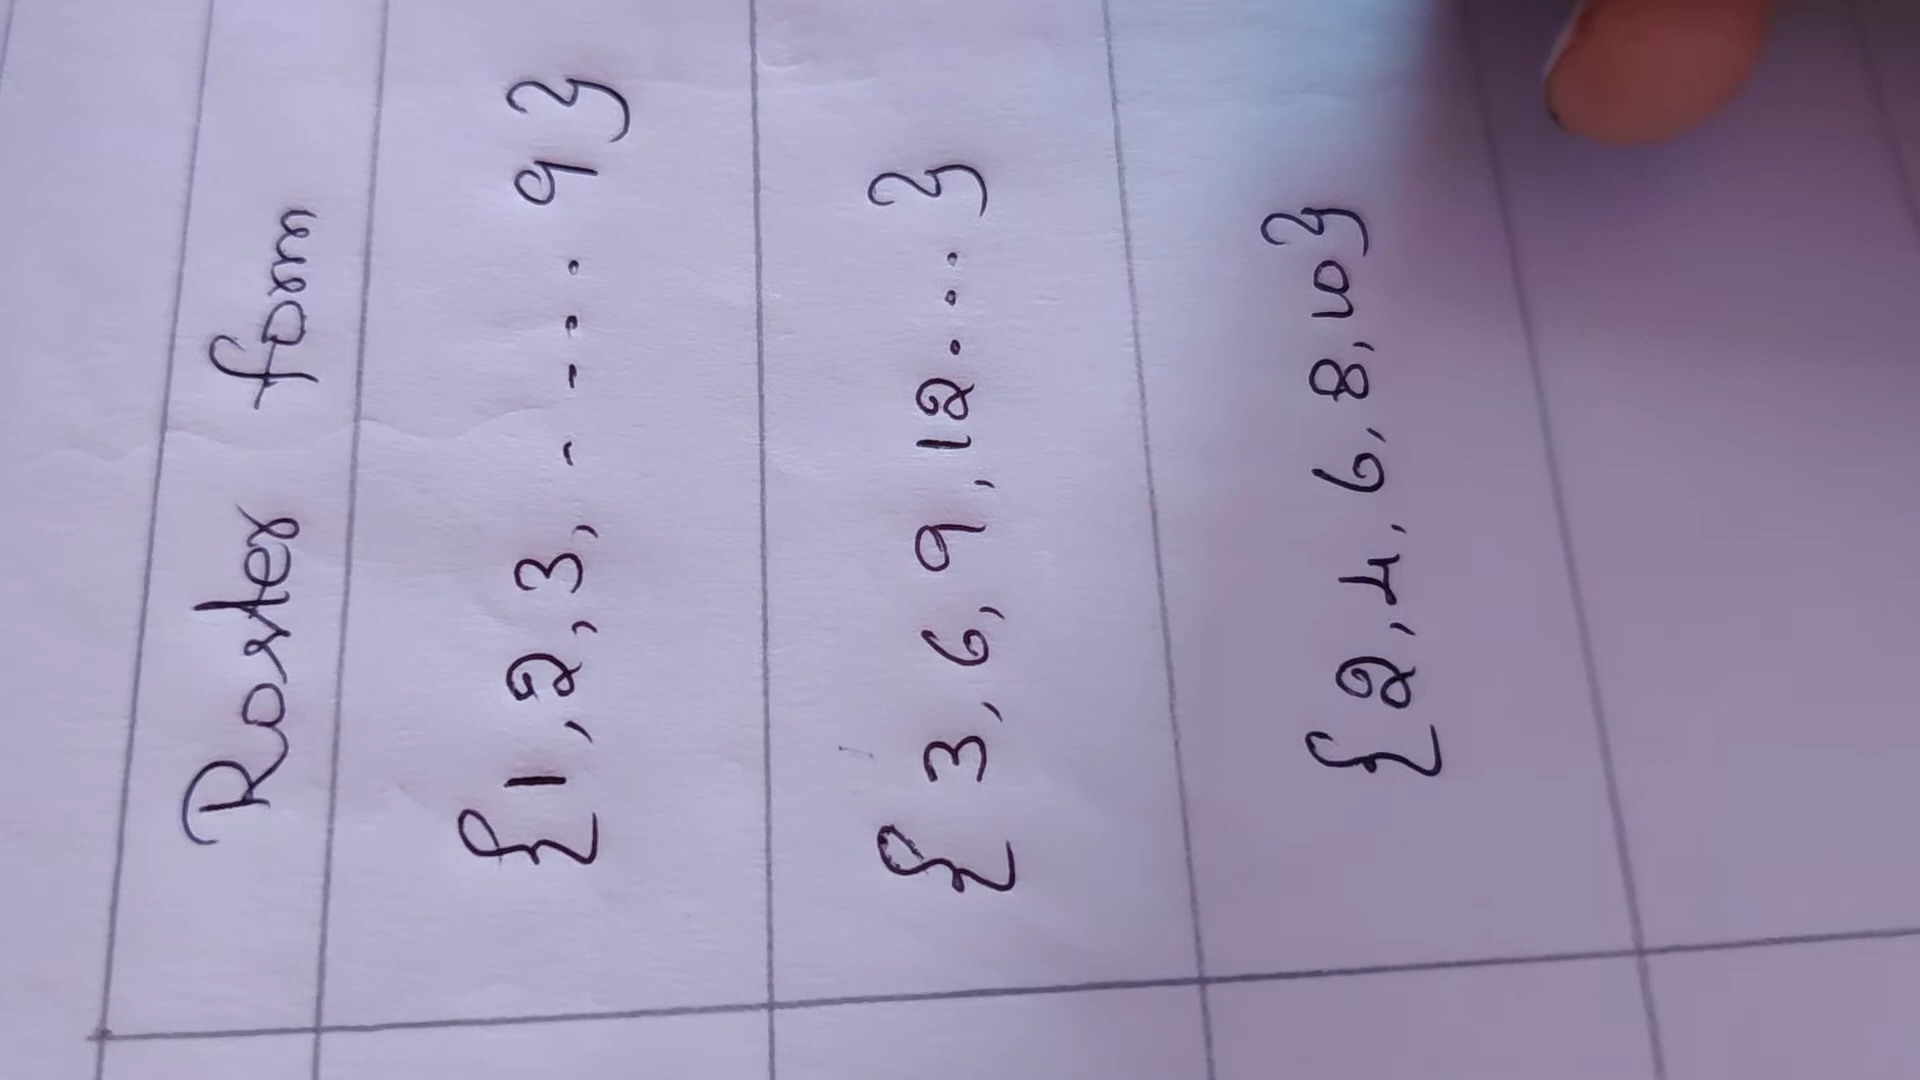 Roster form
{1, 2, 3, - - - . . 9}
{3, 6, 9, 12 . . . . }
{2, 4, 6, 8, 10}